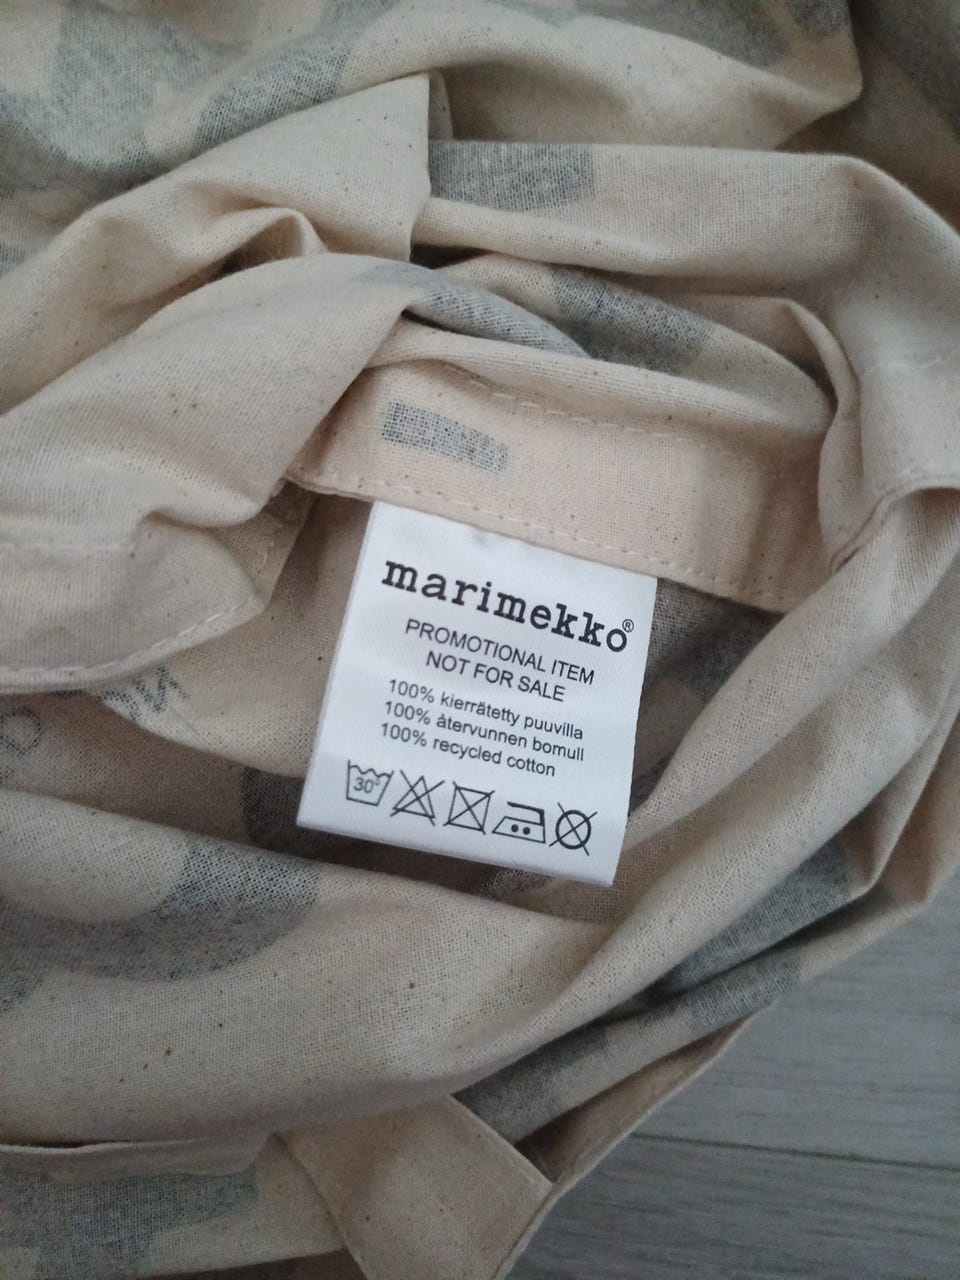 marimekko®
PROMOTIONAL ITEM
NOT FOR SALE
100% kierrätetty puuvilla
100% återvunnen bomull
100% recycled cotton
30°